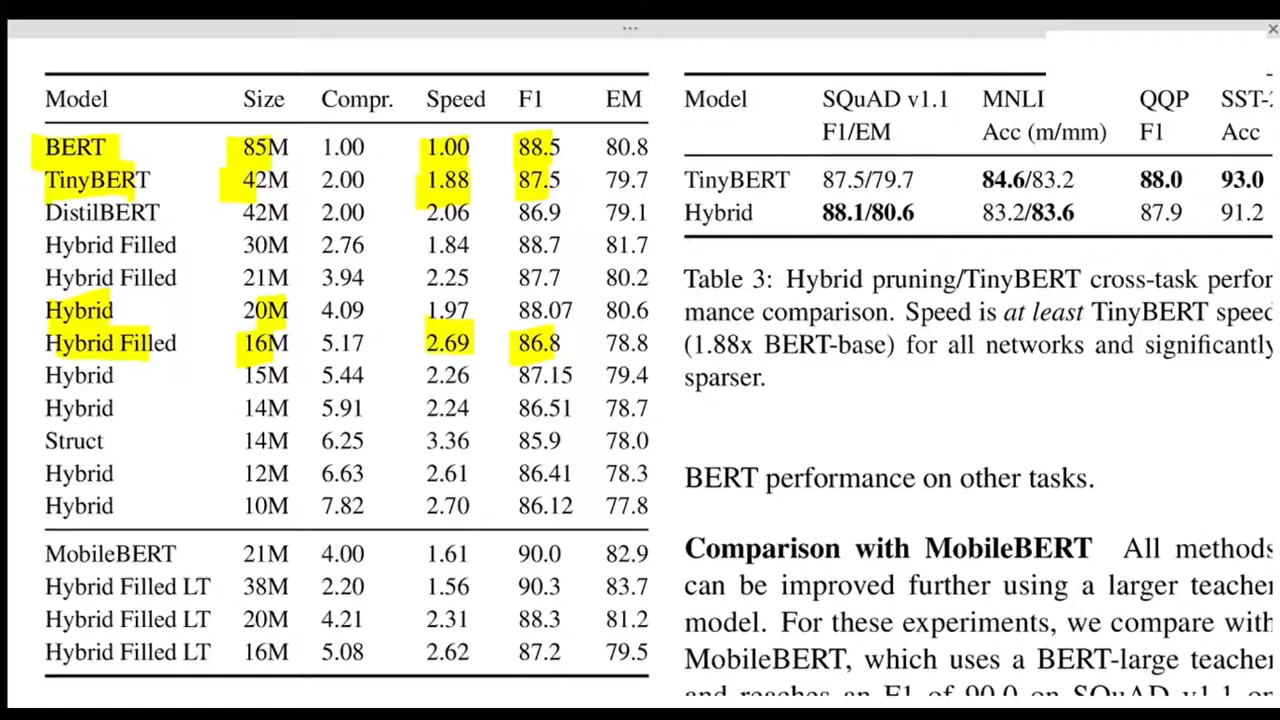 Model Size Compr. Speed F1 EM
BERT 85M 1.00 1.00 88.5 80.8
TinyBERT 42M 2.00 1.88 87.5 79.7
DistilBERT 42M 2.00 2.06 86.9 79.1
Hybrid Filled 30M 2.76 1.84 88.7 81.7
Hybrid Filled 21M 3.94 2.25 87.7 80.2
Hybrid 20M 4.09 1.97 88.07 80.6
Hybrid Filled 16M 5.17 2.69 86.8 78.8
Hybrid 15M 5.44 2.26 87.15 79.4
Hybrid 14M 5.91 2.24 86.51 78.7
Struct 14M 6.25 3.36 85.9 78.0
Hybrid 12M 6.63 2.61 86.41 78.3
Hybrid 10M 7.82 2.70 86.12 77.8
MobileBERT 21M 4.00 1.61 90.0 82.9
Hybrid Filled LT 38M 2.20 1.56 90.3 83.7
Hybrid Filled LT 20M 4.21 2.31 88.3 81.2
Hybrid Filled LT 16M 5.08 2.62 87.2 79.5
Model SQuAD v1.1 MNLI QQP SST-2
F1/EM Acc (m/mm) F1 Acc
TinyBERT 87.5/79.7 84.6/83.2 88.0 93.0
Hybrid 88.1/80.6 83.2/83.6 87.9 91.2
Table 3: Hybrid pruning/TinyBERT cross-task perfor
mance comparison. Speed is at least TinyBERT speed
(1.88x BERT-base) for all networks and significantly
sparser.
BERT performance on other tasks.
Comparison with MobileBERT All methods
can be improved further using a larger teacher
model. For these experiments, we compare with
MobileBERT, which uses a BERT-large teacher
and reaches an F1 of 90.0 on SQuAD v1.1 on